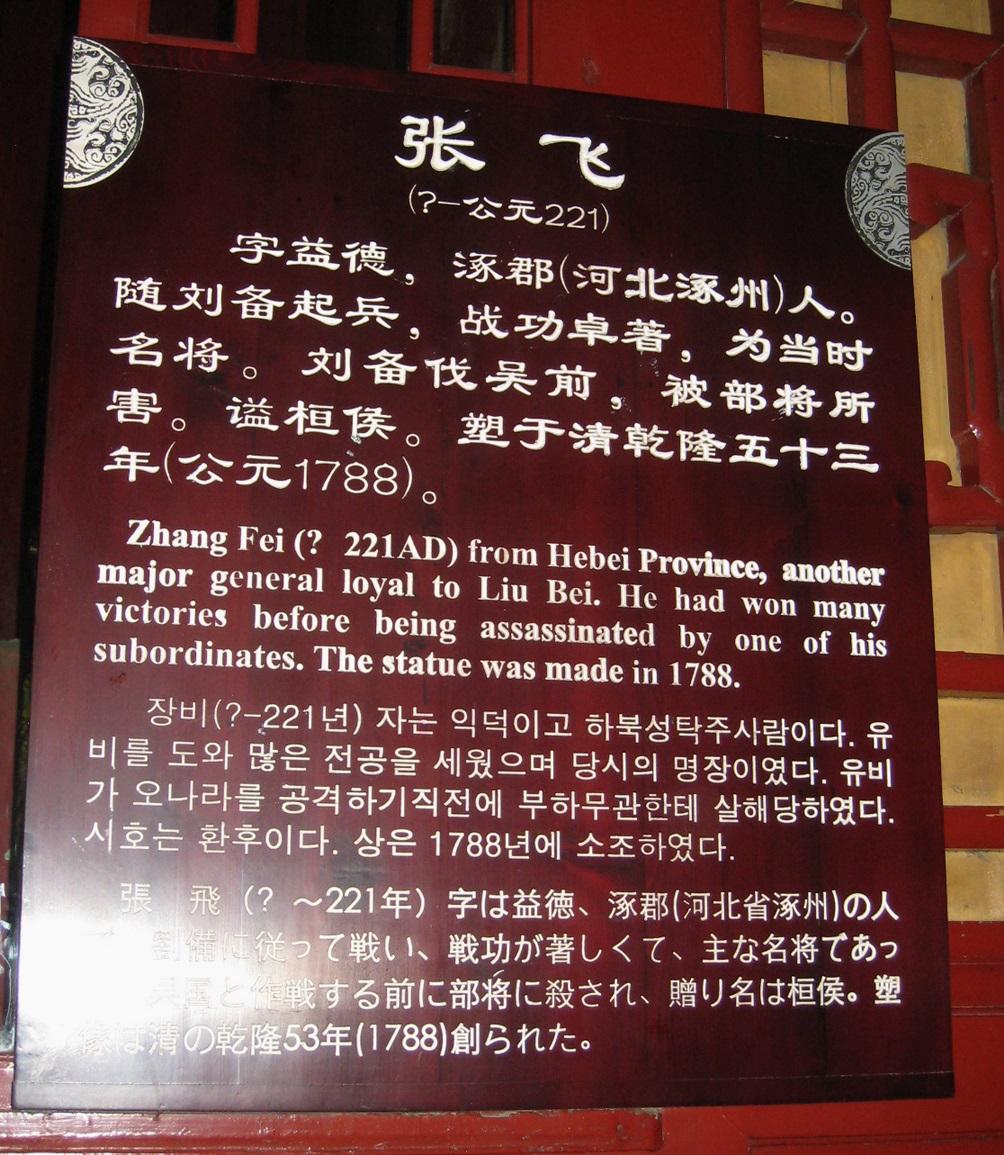 张 飞
(?-公元221)
字益德，涿郡(河北涿州)人。
随刘备起兵，战功卓著，为当时
名将。刘备伐吴前，被部将所
害。谥桓侯。塑于清乾隆五十三
年(公元1788)。
Zhang Fei (? 221AD) from Hebei Province, another
major general loyal to Liu Bei. He had won many
victories before being assassinated by one of his
subordinates. The statue was made in 1788.
장비(?-221년) 자는 익덕이고 하북성탁주사람이다. 유
비를 도와 많은 전공을 세웠으며 당시의 명장이였다. 유비
가 오나라를 공격하기직전에 부하무관한테 살해당하였다.
시호는 환후이다. 상은 1788년에 소조하였다.
張 飛 (? ～221年) 字は益徳、涿郡(河北省涿州)の人
劉備に従って戦い、戦功が著しくて、主な名将であっ
呉国と作戦する前に部将に殺され、贈り名は桓侯。塑
像は清の乾隆53年(1788)創られた。